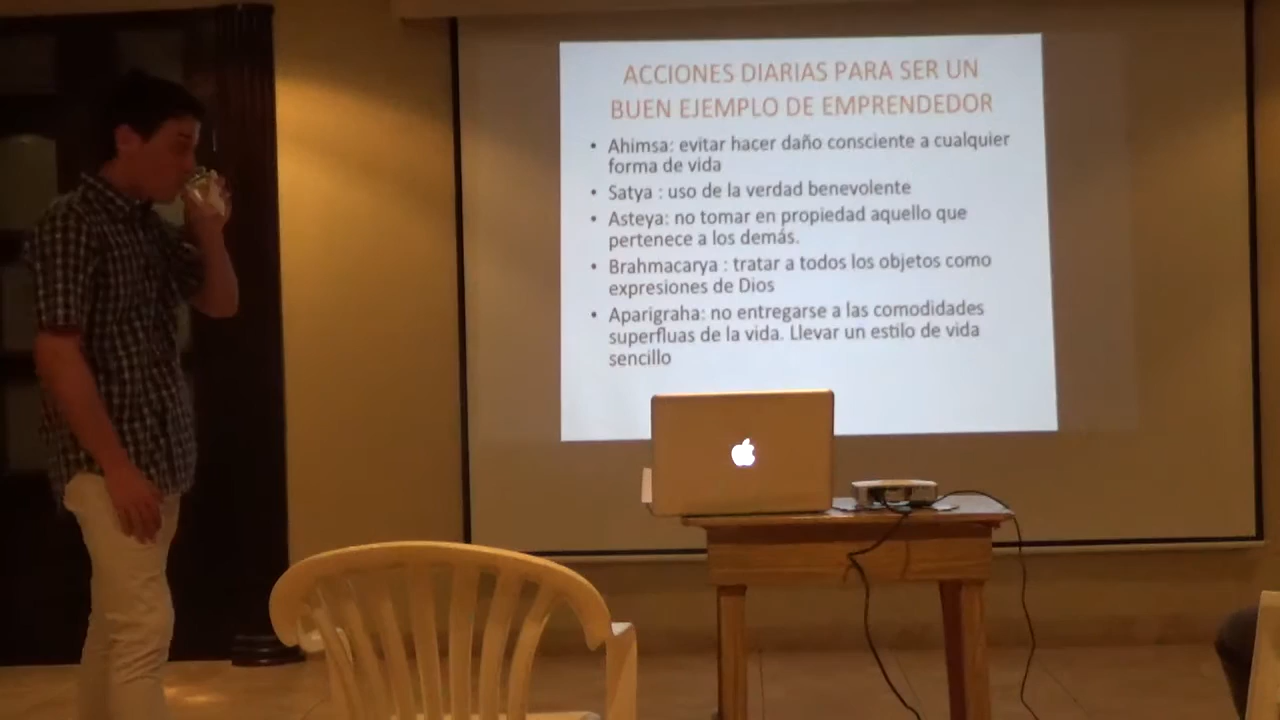 ACCIONES DIARIAS PARA SER UN
BUEN EJEMPLO DE EMPRENDEDOR
• Ahimsa: evitar hacer daño consciente a cualquier
forma de vida
• Satya : uso de la verdad benevolente
• Asteya: no tomar en propiedad aquello que
pertenece a los demás.
• Brahmacarya : tratar a todos los objetos como
expresiones de Dios
• Aparigraha: no entregarse a las comodidades
superfluas de la vida. Llevar un estilo de vida
sencillo